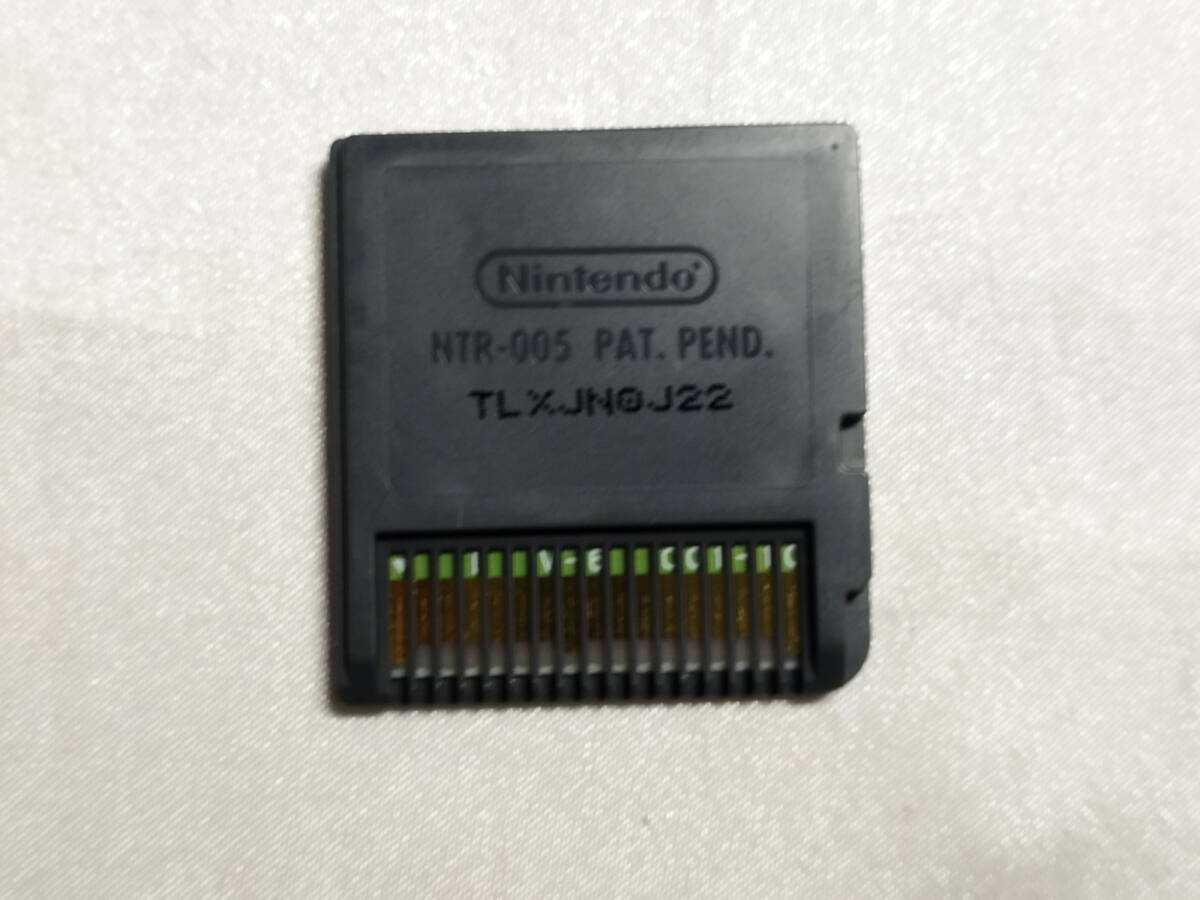 Nintendo
NTR-005 PAT. PEND.
TLXJN0J22